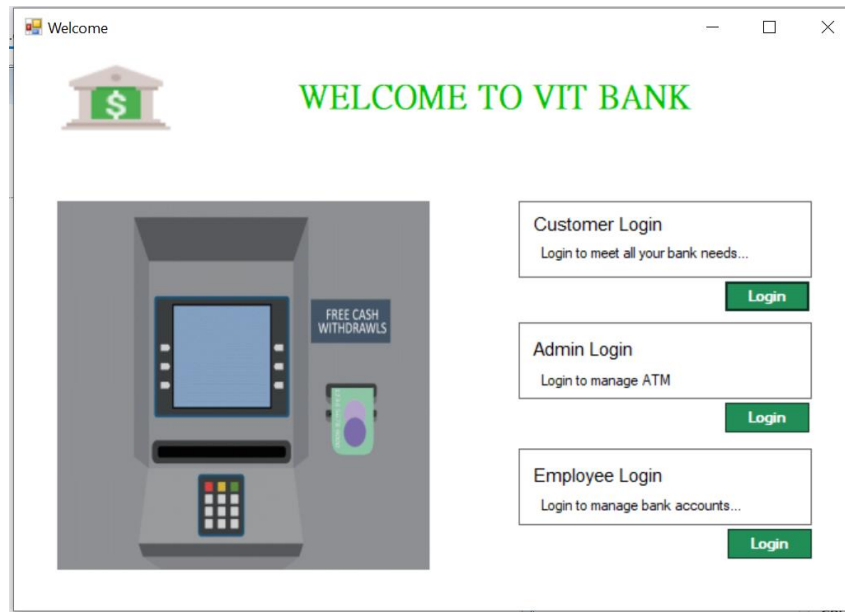 Welcome
$
WELCOME TO VIT BANK
FREE CASH
WITHDRAWLS
Customer Login
Login to meet all your bank needs...
Login
Admin Login
Login to manage ATM
Login
Employee Login
Login to manage bank accounts...
Login